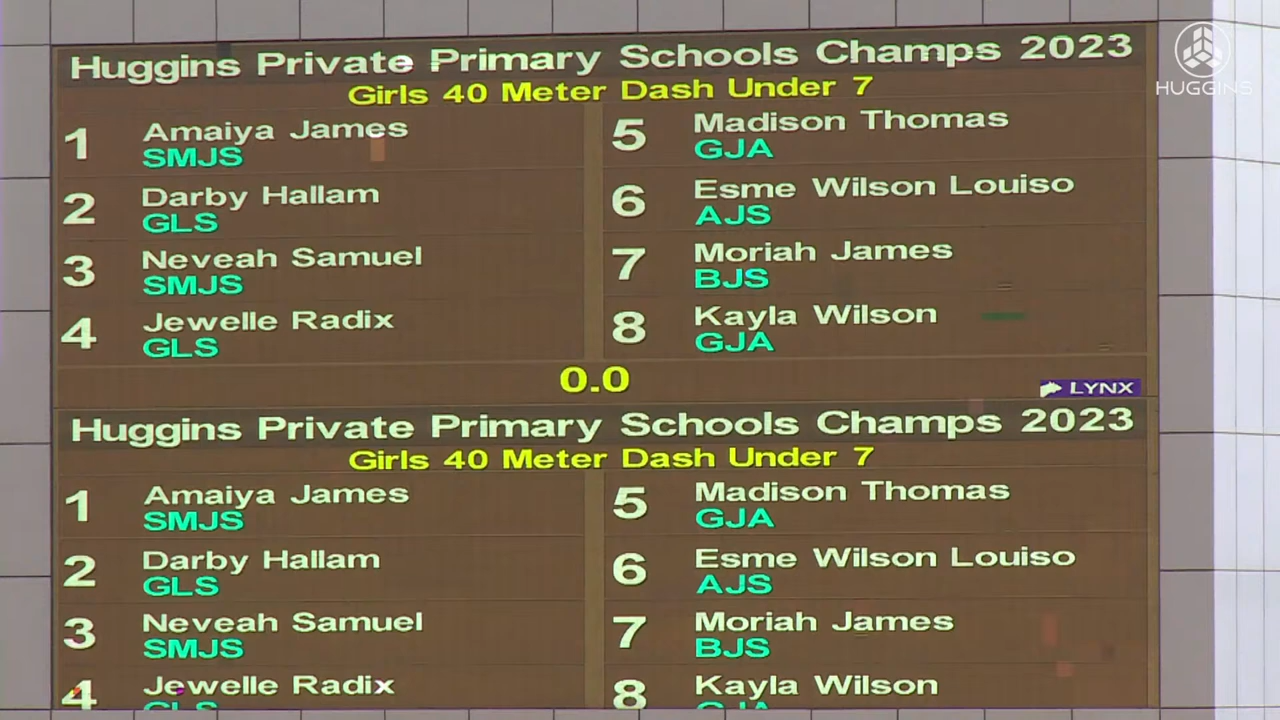 HUGGINS
Huggins Private Primary Schools Champs 2023
Girls 40 Meter Dash Under 7
1 Amaiya James
SMJS
2 Darby Hallam
GLS
3 Neveah Samuel
SMJS
4 Jewelle Radix
GLS
5 Madison Thomas
GJA
6 Esme Wilson Louiso
AJS
7 Moriah James
BJS
8 Kayla Wilson
GJA
0.0
LYNX
Huggins Private Primary Schools Champs 2023
Girls 40 Meter Dash Under 7
1 Amaiya James
SMJS
2 Darby Hallam
GLS
3 Neveah Samuel
SMJS
4 Jewelle Radix
GLS
5 Madison Thomas
GJA
6 Esme Wilson Louiso
AJS
7 Moriah James
BJS
8 Kayla Wilson
GJA